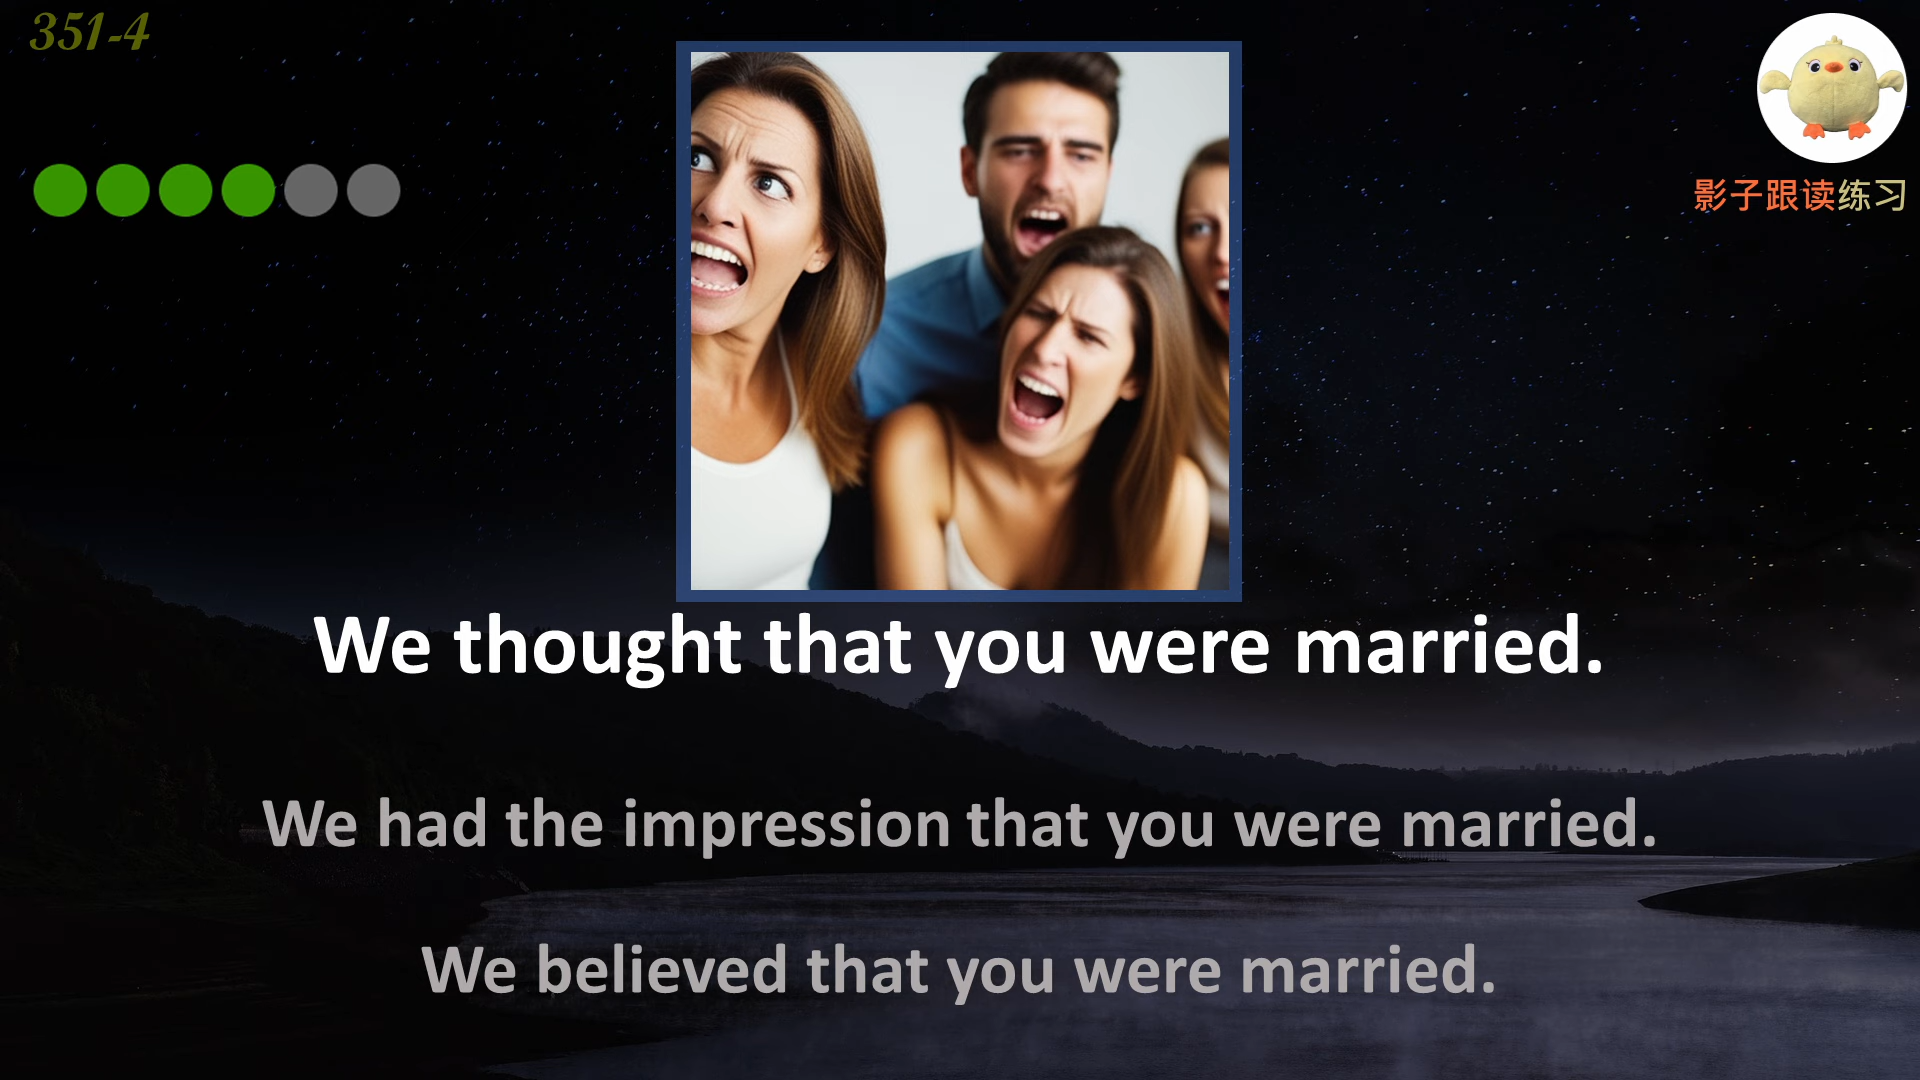 351-4
影子跟读练习
We thought that you were married.
We had the impression that you were married.
We believed that you were married.